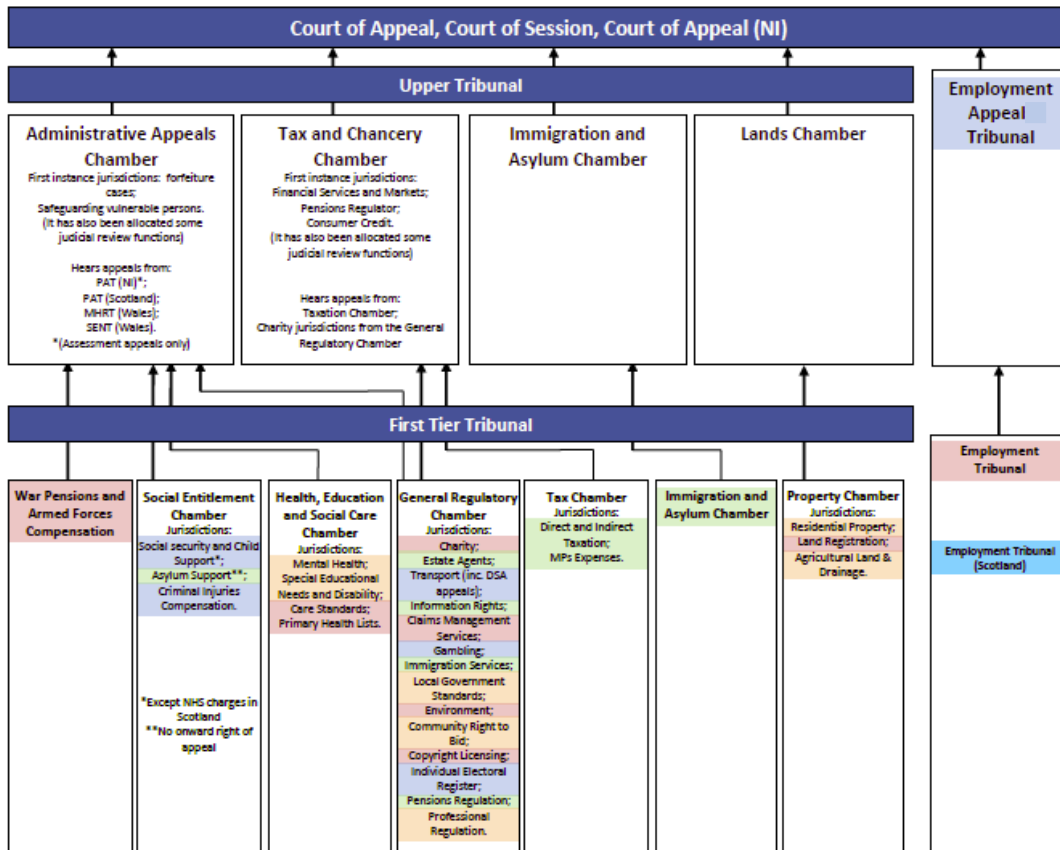 Court of Appeal, Court of Session, Court of Appeal (NI)
Upper Tribunal
Employment
Appeal
Tribunal
Administrative Appeals
Chamber
First instance jurisdictions: forfeiture
cases;
Safeguarding vulnerable persons.
(It has also been allocated some
judicial review functions)
Hears appeals from:
PAT (NI)*;
PAT (Scotland);
MHRT (Wales);
SENT (Wales).
*(Assessment appeals only)
Tax and Chancery
Chamber
First instance jurisdictions:
Financial Services and Markets;
Pensions Regulator;
Consumer Credit.
(It has also been allocated some
judicial review functions)
Hears appeals from:
Taxation Chamber;
Charity jurisdictions from the General
Regulatory Chamber
Immigration and
Asylum Chamber
Lands Chamber
First Tier Tribunal
War Pensions and
Armed Forces
Compensation
Social Entitlement
Chamber
Jurisdictions:
Social security and Child
Support*;
Asylum Support**;
Criminal Injuries
Compensation.
*Except NHS charges in
Scotland
**No onward right of
appeal
Health, Education
and Social Care
Chamber
Jurisdictions:
Mental Health;
Special Educational
Needs and Disability;
Care Standards;
Primary Health Lists.
General Regulatory
Chamber
Jurisdictions:
Charity;
Estate Agents;
Transport (inc. DSA
appeals);
Information Rights;
Claims Management
Services;
Gambling;
Immigration Services;
Local Government
Standards;
Environment;
Community Right to
Bid;
Copyright Licensing;
Individual Electoral
Register;
Pensions Regulation;
Professional
Regulation.
Tax Chamber
Jurisdictions:
Direct and Indirect
Taxation;
MPs Expenses.
Immigration and
Asylum Chamber
Property Chamber
Jurisdictions:
Residential Property;
Land Registration;
Agricultural Land &
Drainage.
Employment
Tribunal
Employment Tribunal
(Scotland)